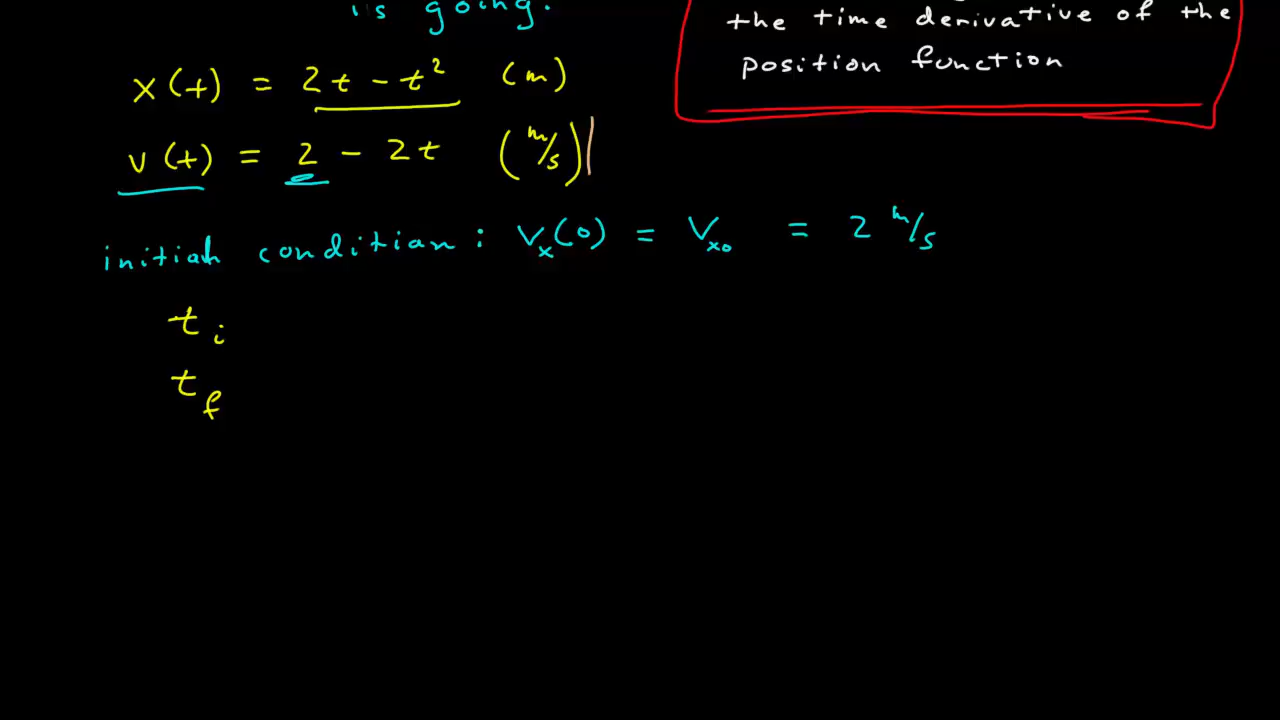 is going.
the time derivative of the
position function
x(t) = 2t - t² (m)
v(t) = 2 - 2t (m/s)
initial condition: Vx(0) = Vx0 = 2 m/s
ti
tf